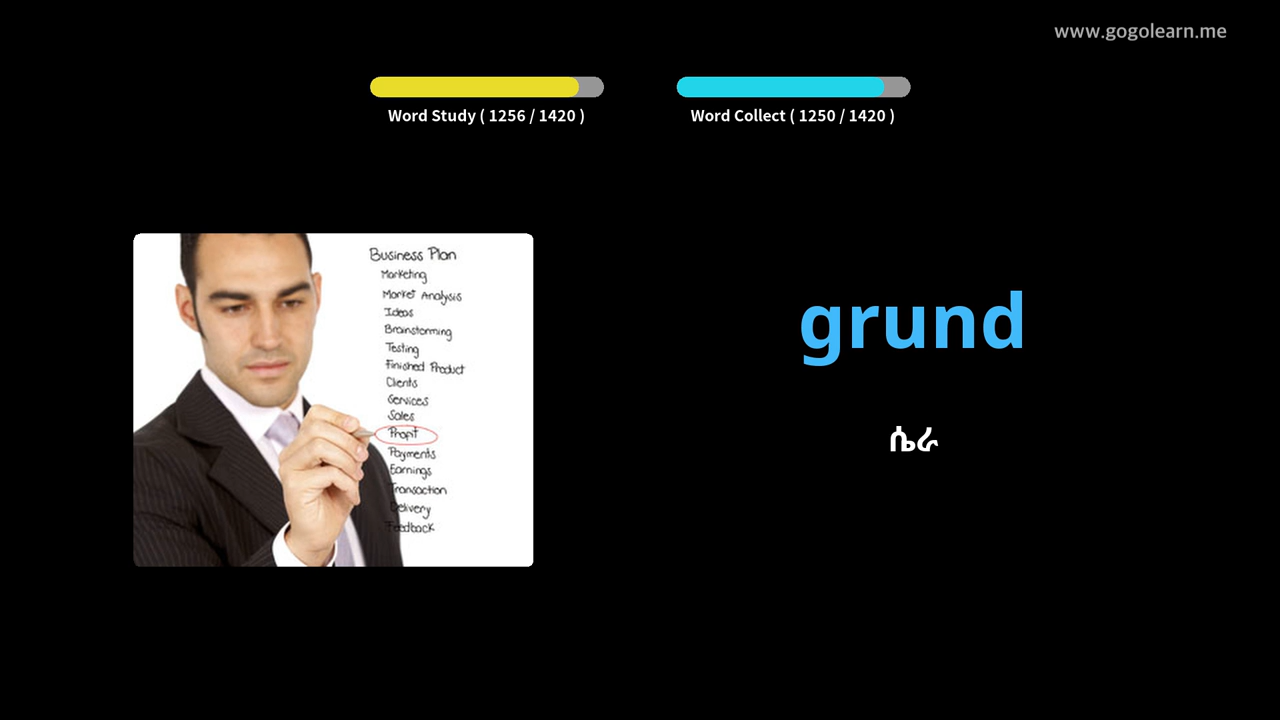 www.gogolearn.me
Word Study ( 1256 / 1420 )
Word Collect ( 1250 / 1420 )
Business Plan
Marketing
Market Analysis
Ideas
Brainstorming
Testing
Finished Product
Clients
Services
Sales
Profit
Payments
Earnings
Transaction
Delivery
Feedback
grund
ሴራ